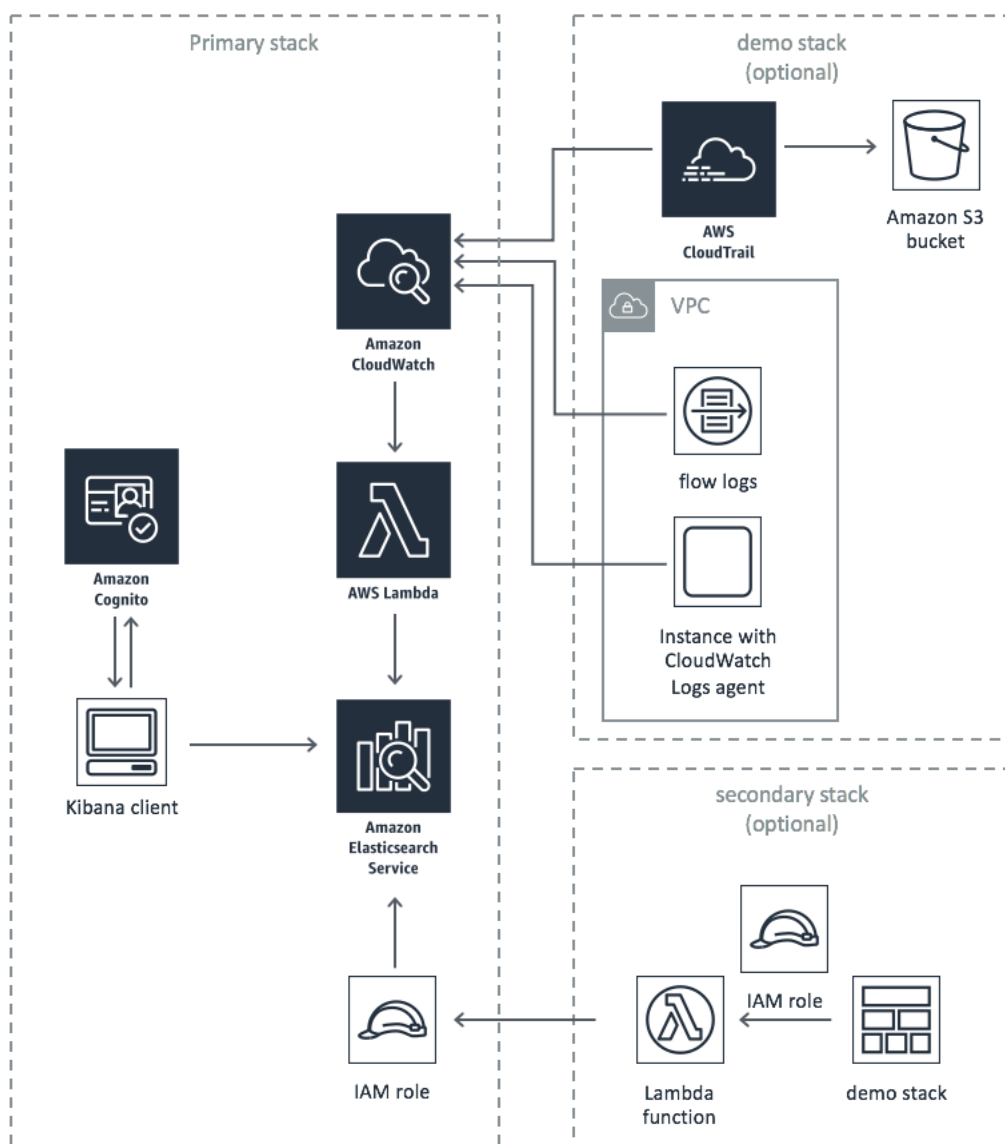 Primary stack
demo stack
(optional)
AWS
CloudTrail
Amazon S3
bucket
Amazon
CloudWatch
VPC
flow logs
Amazon
Cognito
AWS Lambda
Instance with
CloudWatch
Logs agent
Kibana client
Amazon
Elasticsearch
Service
secondary stack
(optional)
IAM role
IAM role
Lambda
function
demo stack